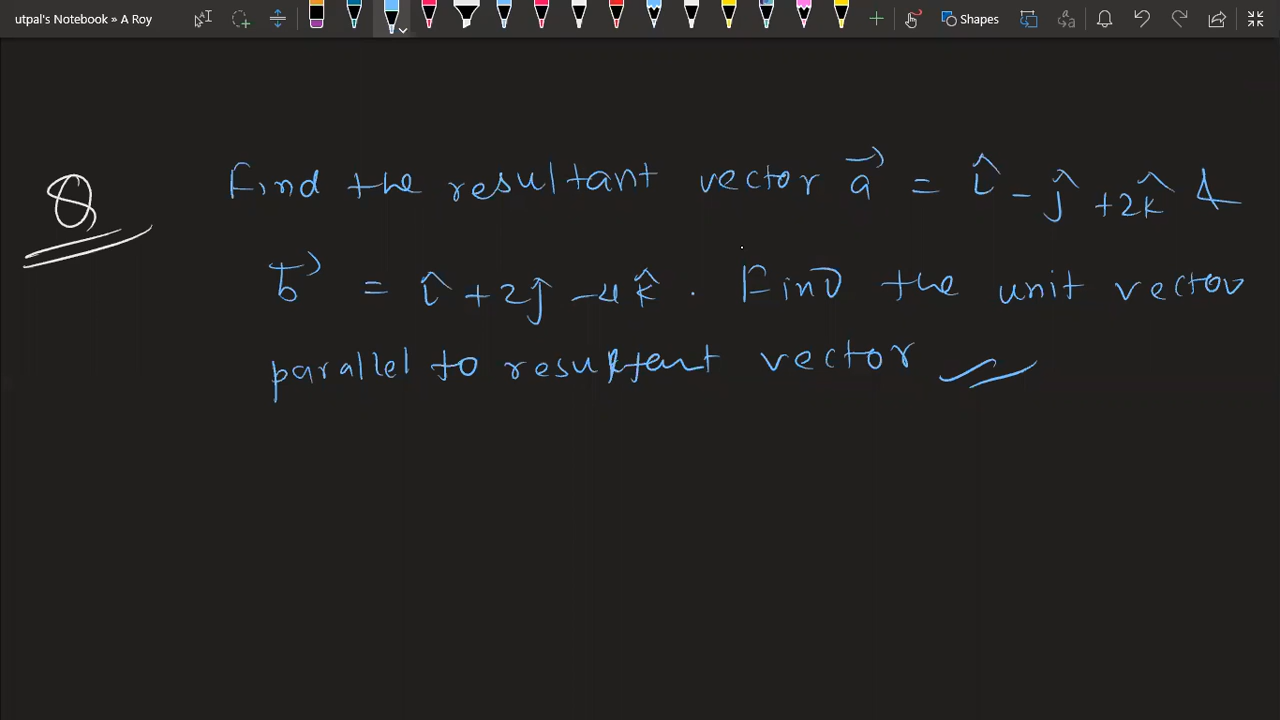 utpal's Notebook » A Roy
Shapes
Q Find the resultant vector a⃗ = î - ĵ + 2k̂ &
b⃗ = î + 2ĵ - 4k̂ . Find the unit vector
parallel to resultant vector